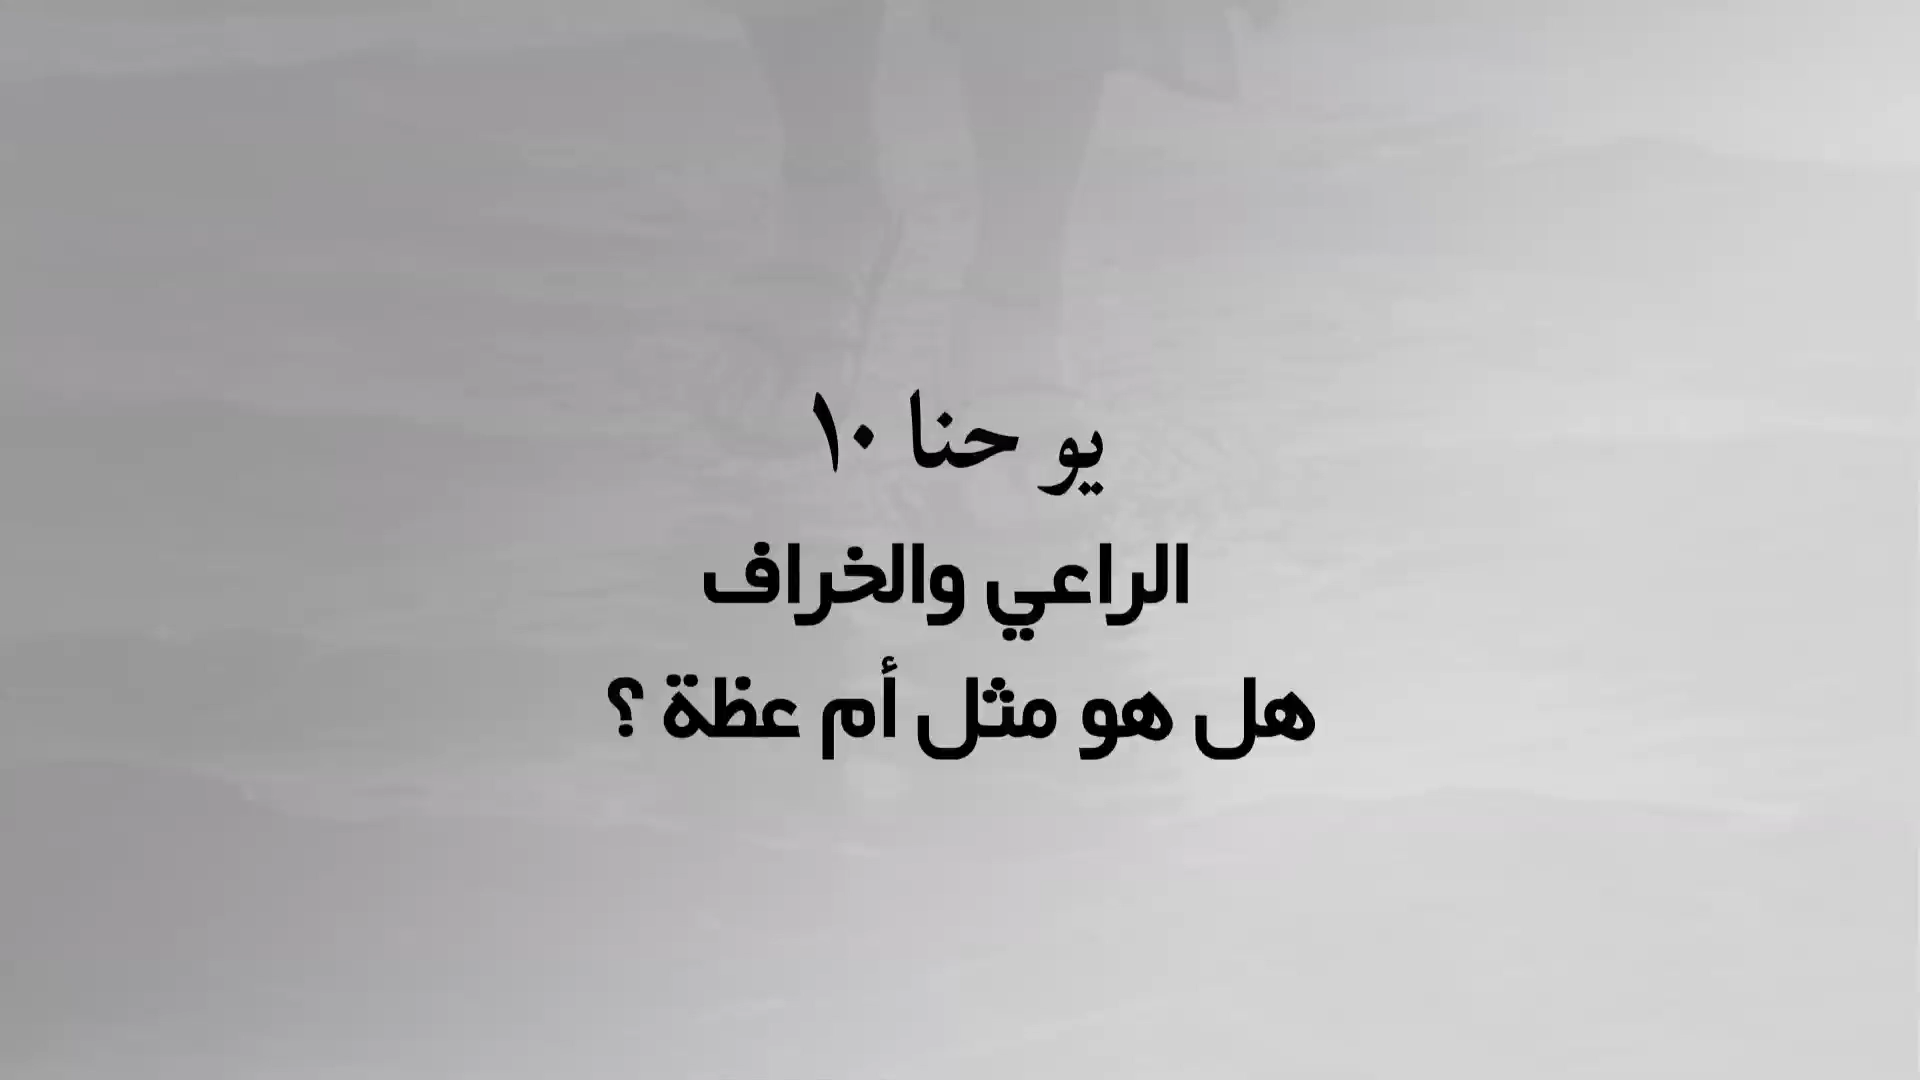 يو حنا ١٠
الراعي والخراف
هل هو مثل أم عظة ؟